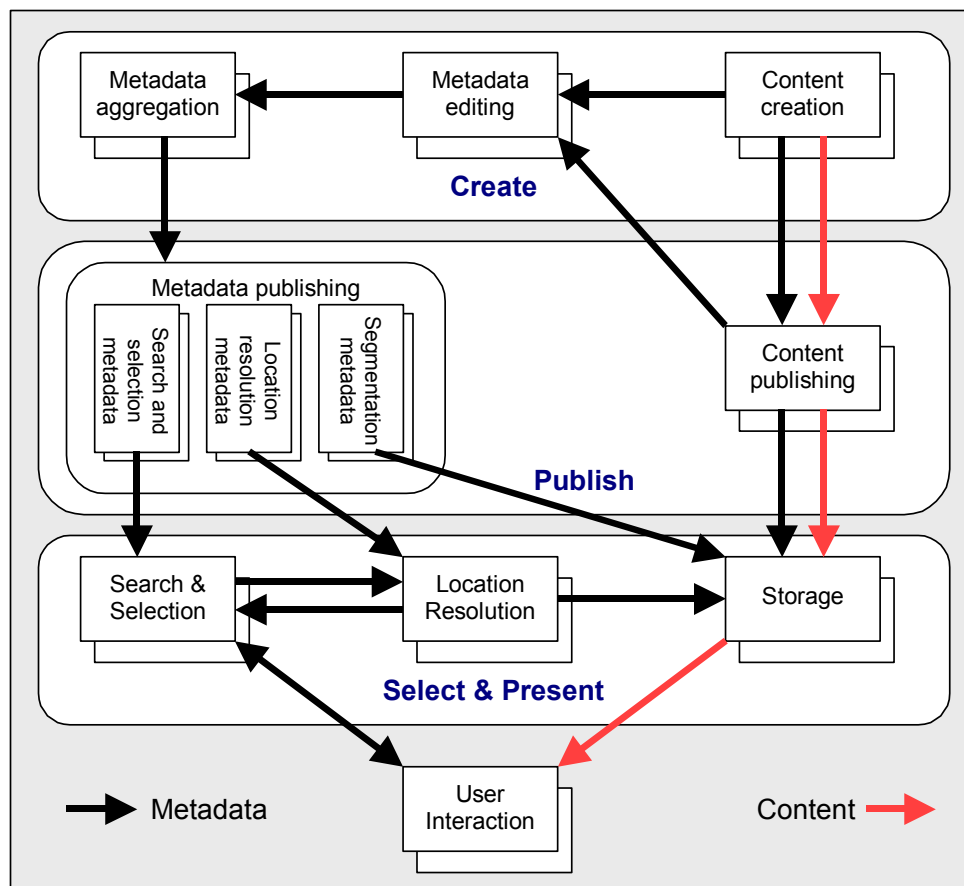 Metadata
aggregation
Metadata
editing
Content
creation
Create
Metadata publishing
Search and
selection
metadata
Location
resolution
metadata
Segmentation
metadata
Content
publishing
Publish
Search &
Selection
Location
Resolution
Storage
Select & Present
User
Interaction
Metadata
Content